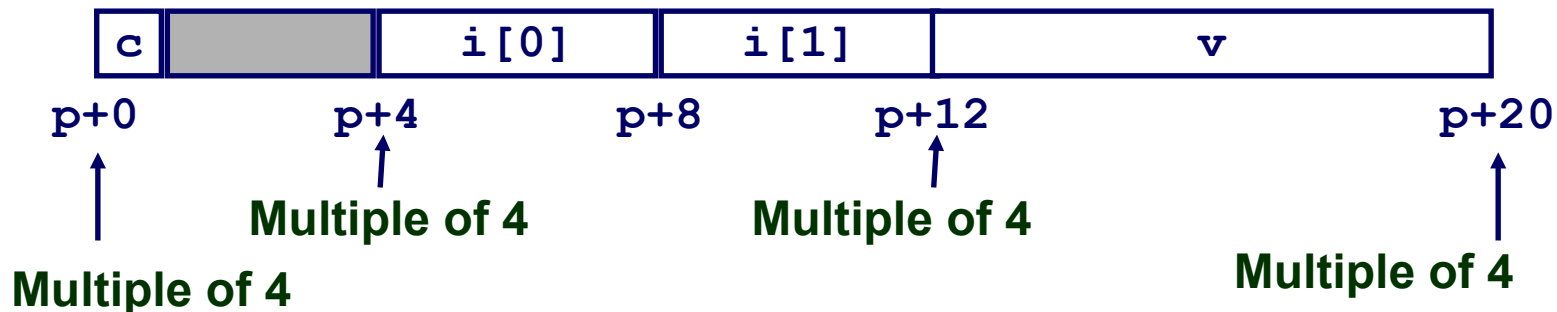 c i[0] i[1] v
p+0 p+4 p+8 p+12 p+20
Multiple of 4 Multiple of 4
Multiple of 4 Multiple of 4